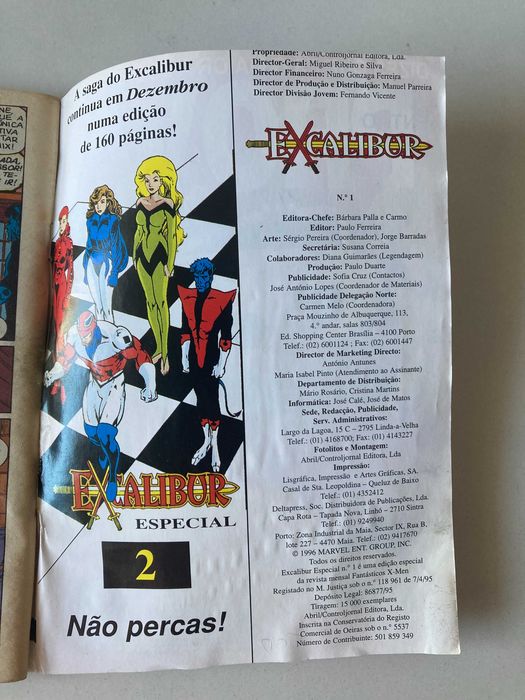 A saga do Excalibur
continua em Dezembro
numa edição
de 160 páginas!
EXCALIBUR
ESPECIAL
2
Não percas!
Propriedade: Abril/Controljornal Editora, Lda.
Director-Geral: Miguel Ribeiro e Silva
Director Financeiro: Nuno Gonzaga Ferreira
Director de Produção e Distribuição: Manuel Parreira
Director Divisão Jovem: Fernando Vicente
EXCALIBUR
N.º 1
Editora-Chefe: Bárbara Palla e Carmo
Editor: Paulo Ferreira
Arte: Sérgio Pereira (Coordenador), Jorge Barradas
Secretária: Susana Correia
Colaboradores: Diana Guimarães (Legendagem)
Produção: Paulo Duarte
Publicidade: Sofia Cruz (Contactos)
José António Lopes (Coordenador de Materiais)
Publicidade Delegação Norte:
Carmen Melo (Coordenadora)
Praça Mouzinho de Albuquerque, 113,
4.º andar, salas 803/804
Ed. Shopping Center Brasília – 4100 Porto
Telef.: (02) 6001124 ; Fax: (02) 6001447
Director de Marketing Directo:
António Antunes
Maria Isabel Pinto (Atendimento ao Assinante)
Departamento de Distribuição:
Mário Rosário, Cristina Martins
Informática: José Calé, José de Matos
Sede, Redacção, Publicidade,
Serv. Administrativos:
Largo da Lagoa, 15 C – 2795 Linda-a-Velha
Telef.: (01) 4168700; Fax: (01) 4143227
Fotolitos e Montagem:
Abril/Controljornal Editora, Lda
Impressão:
Lisgráfica, Impressão e Artes Gráficas, SA.
Casal de Sta. Leopoldina – Queluz de Baixo
Telef.: (01) 4352412
Deltapress, Soc. Distribuidora de Publicações, Lda.
Capa Rota – Tapada Nova, Linhó – 2710 Sintra
Telef.: (01) 9249940
Porto: Zona Industrial da Maia, Sector IX, Rua B,
lote 227 – 4470 Maia. Telef.: (02) 9417670
© 1996 MARVEL ENT. GROUP, INC.
Todos os direitos reservados.
Excalibur Especial n.º 1 é uma edição especial
da revista mensal Fantásticos X-Men
Registado no M. Justiça sob o n.º 118 961 de 7/4/95
Depósito Legal: 86877/95
Tiragem: 15 000 exemplares
Abril/Controljornal Editora, Lda.
Inscrita na Conservatória do Registo
Comercial de Oeiras sob o n.º 5537
Número de Contribuinte: 501 859 349